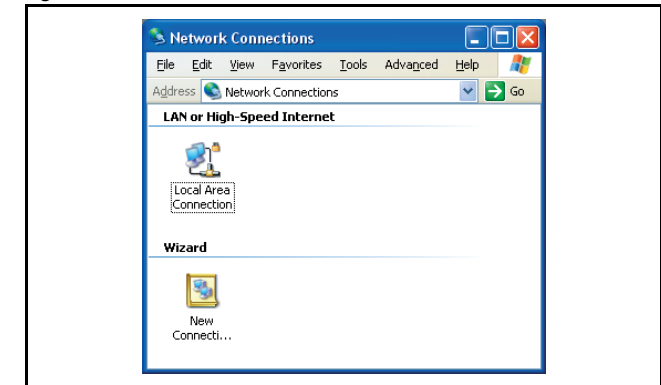 Network Connections
File Edit View Favorites Tools Advanced Help
Address Network Connections Go
LAN or High-Speed Internet
Local Area
Connection
Wizard
New
Connecti...